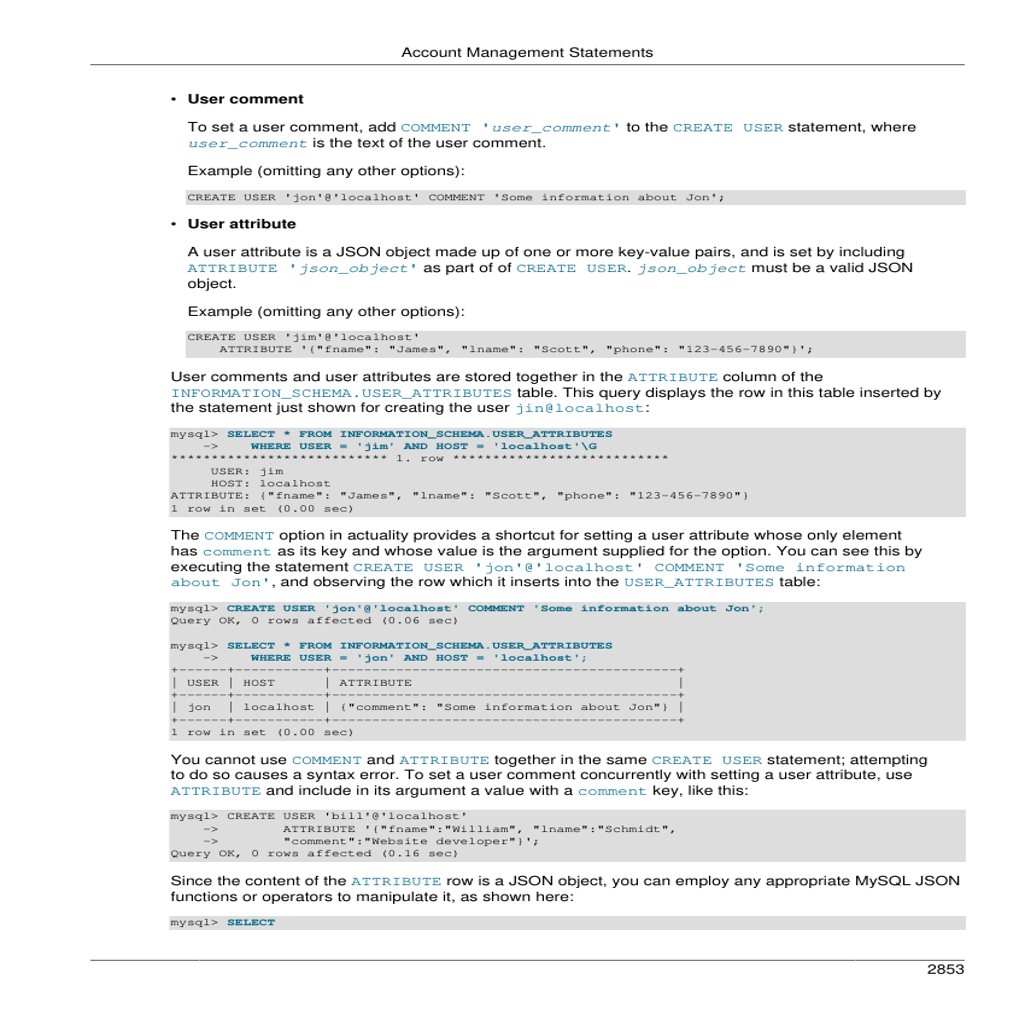 Account Management Statements
• User comment
To set a user comment, add COMMENT 'user_comment' to the CREATE USER statement, where
user_comment is the text of the user comment.
Example (omitting any other options):
CREATE USER 'jon'@'localhost' COMMENT 'Some information about Jon';
• User attribute
A user attribute is a JSON object made up of one or more key-value pairs, and is set by including
ATTRIBUTE 'json_object' as part of of CREATE USER. json_object must be a valid JSON
object.
Example (omitting any other options):
CREATE USER 'jim'@'localhost'
    ATTRIBUTE '{"fname": "James", "lname": "Scott", "phone": "123-456-7890"}';
User comments and user attributes are stored together in the ATTRIBUTE column of the
INFORMATION_SCHEMA.USER_ATTRIBUTES table. This query displays the row in this table inserted by
the statement just shown for creating the user jin@localhost:
mysql> SELECT * FROM INFORMATION_SCHEMA.USER_ATTRIBUTES
    ->    WHERE USER = 'jim' AND HOST = 'localhost'\G
*************************** 1. row ***************************
     USER: jim
     HOST: localhost
ATTRIBUTE: {"fname": "James", "lname": "Scott", "phone": "123-456-7890"}
1 row in set (0.00 sec)
The COMMENT option in actuality provides a shortcut for setting a user attribute whose only element
has comment as its key and whose value is the argument supplied for the option. You can see this by
executing the statement CREATE USER 'jon'@'localhost' COMMENT 'Some information
about Jon', and observing the row which it inserts into the USER_ATTRIBUTES table:
mysql> CREATE USER 'jon'@'localhost' COMMENT 'Some information about Jon';
Query OK, 0 rows affected (0.06 sec)
mysql> SELECT * FROM INFORMATION_SCHEMA.USER_ATTRIBUTES
    ->    WHERE USER = 'jon' AND HOST = 'localhost';
+------+-----------+-------------------------------------------+
| USER | HOST      | ATTRIBUTE                                 |
+------+-----------+-------------------------------------------+
| jon  | localhost | {"comment": "Some information about Jon"} |
+------+-----------+-------------------------------------------+
1 row in set (0.00 sec)
You cannot use COMMENT and ATTRIBUTE together in the same CREATE USER statement; attempting
to do so causes a syntax error. To set a user comment concurrently with setting a user attribute, use
ATTRIBUTE and include in its argument a value with a comment key, like this:
mysql> CREATE USER 'bill'@'localhost'
    ->        ATTRIBUTE '{"fname":"William", "lname":"Schmidt",
    ->        "comment":"Website developer"}';
Query OK, 0 rows affected (0.16 sec)
Since the content of the ATTRIBUTE row is a JSON object, you can employ any appropriate MySQL JSON
functions or operators to manipulate it, as shown here:
mysql> SELECT
2853